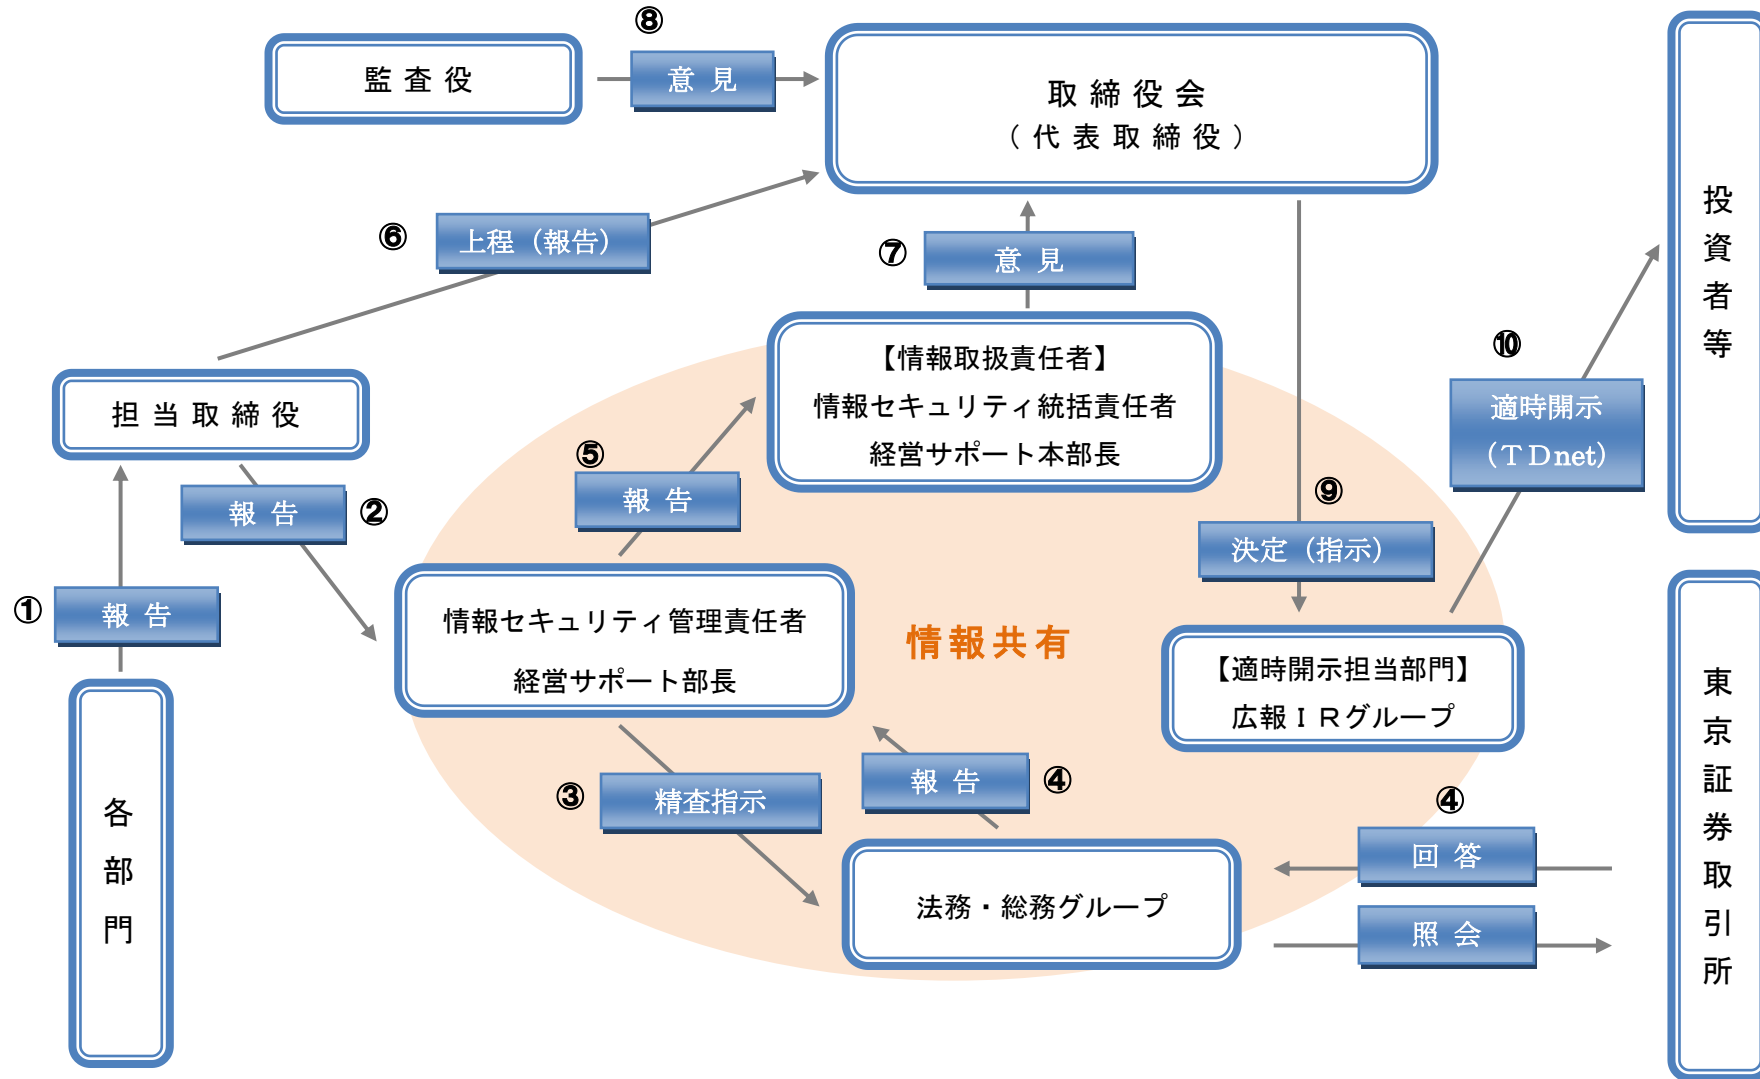 ⑧
監査役
意見
取締役会
（代表取締役）
⑥
上程（報告）
⑦
意見
投資者等
【情報取扱責任者】
情報セキュリティ統括責任者
経営サポート本部長
⑩
適時開示
（ＴＤnet）
担当取締役
⑤
報告
②
報告
⑨
決定（指示）
①
報告
情報セキュリティ管理責任者
経営サポート部長
情報共有
【適時開示担当部門】
広報ＩＲグループ
各部門
③
精査指示
報告
④
④
回答
照会
法務・総務グループ
東京証券取引所